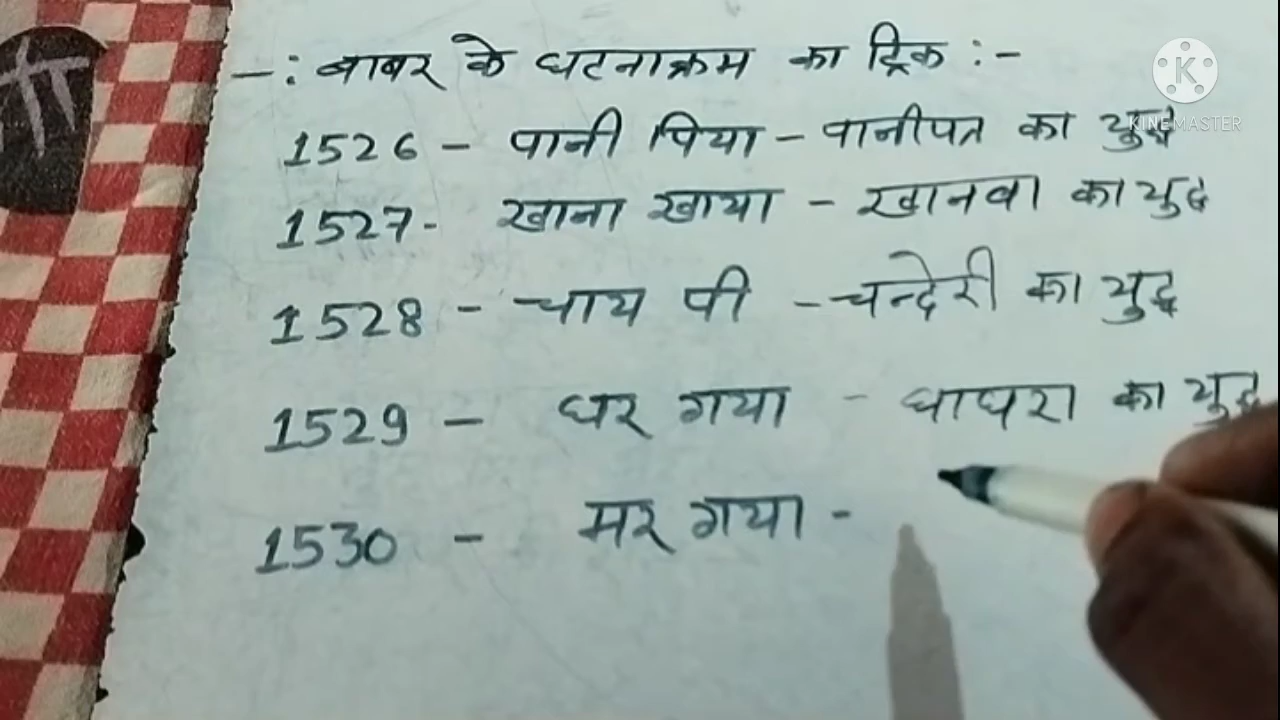 -: बाबर के घटनाक्रम का ट्रिक :-
1526 - पानी पिया - पानीपत का युद्ध
1527 - खाना खाया - खानवा का युद्ध
1528 - चाय पी - चन्देरी का युद्ध
1529 - घर गया - घाघरा का युद्ध
1530 - मर गया -
K
KINEMASTER